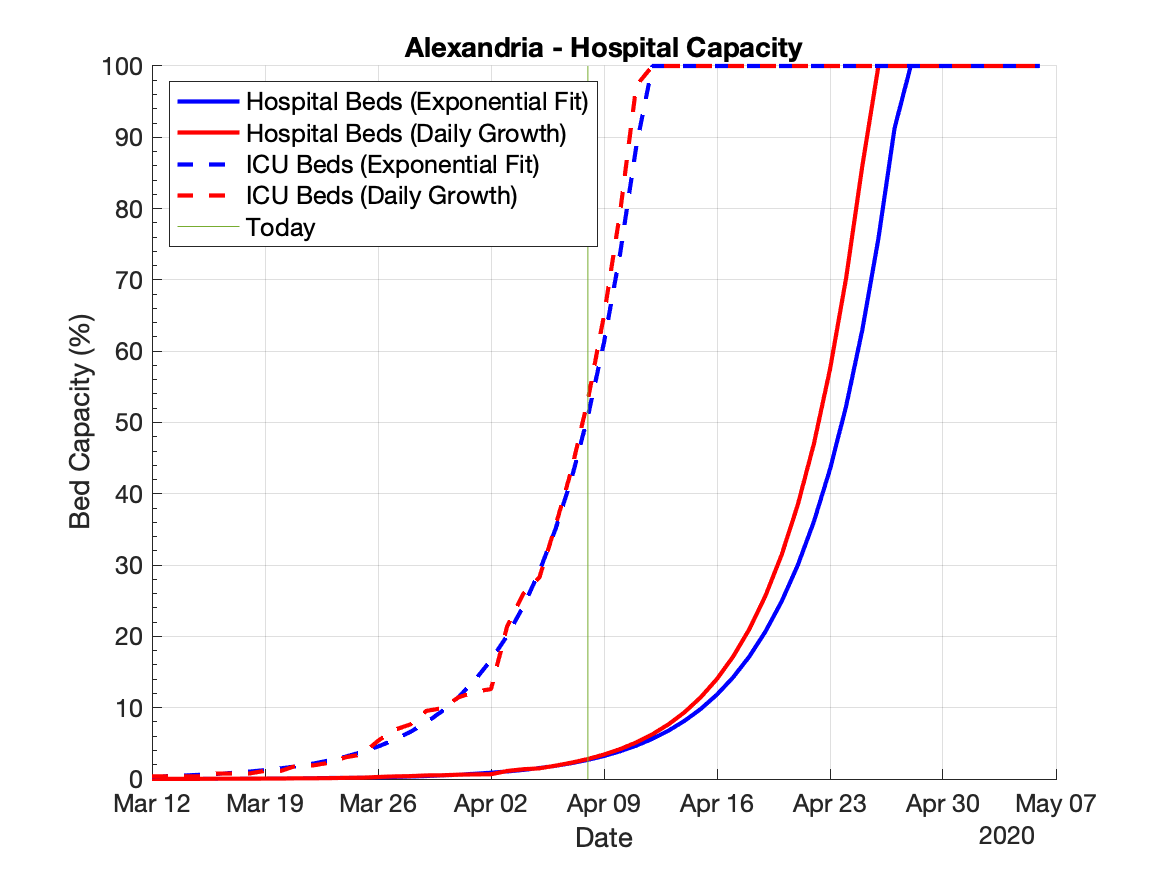 Alexandria - Hospital Capacity
100
90
80
70
60
50
40
30
20
10
0
Bed Capacity (%)
Hospital Beds (Exponential Fit)
Hospital Beds (Daily Growth)
ICU Beds (Exponential Fit)
ICU Beds (Daily Growth)
Today
Mar 12 Mar 19 Mar 26 Apr 02 Apr 09 Apr 16 Apr 23 Apr 30 May 07
Date
2020